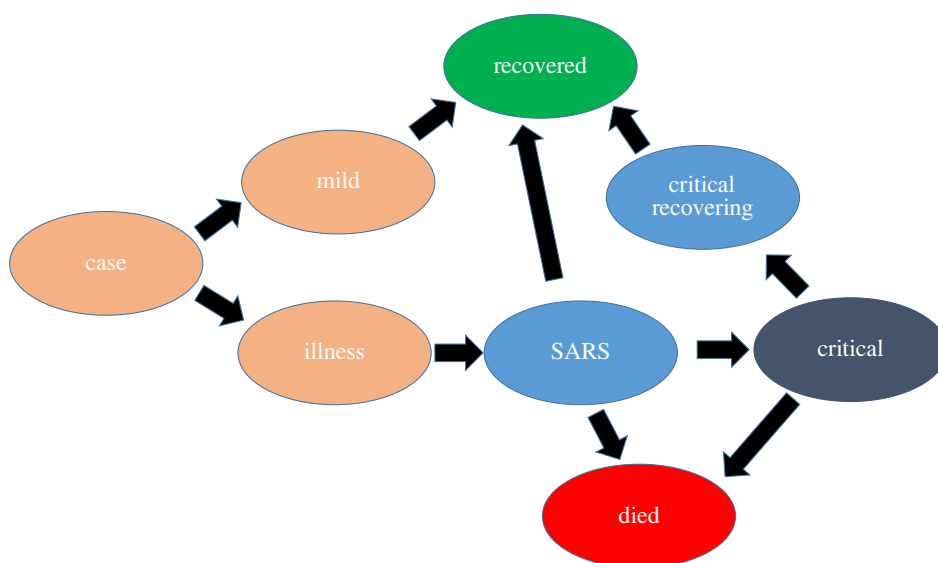 recovered
mild
critical
recovering
case
illness
SARS
critical
died